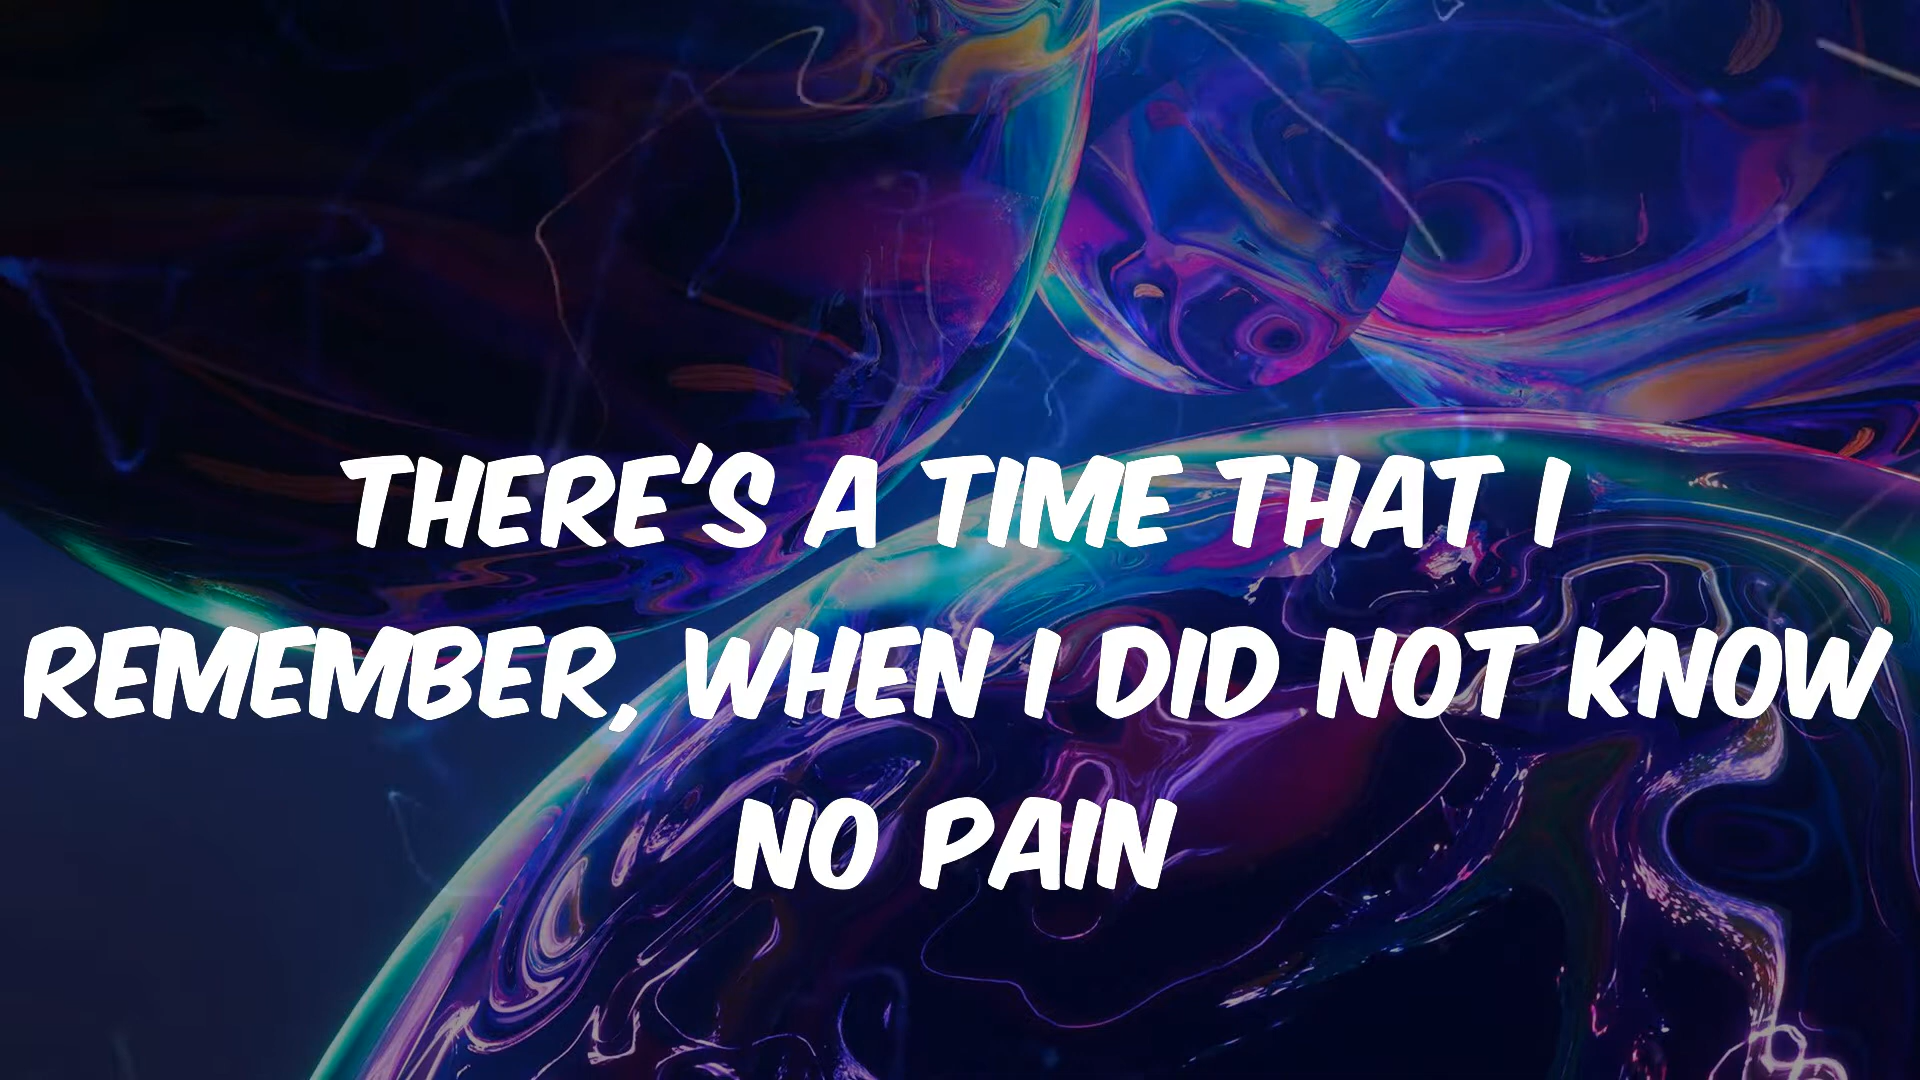 THERE'S A TIME THAT I
REMEMBER, WHEN I DID NOT KNOW
NO PAIN